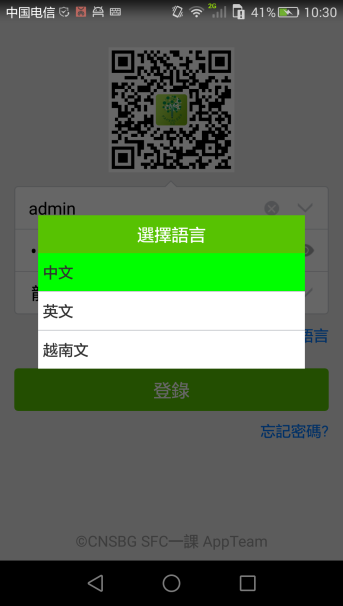 中国电信 2G 41% 10:30
admin
選擇語言
中文
語言
英文
越南文
登錄
忘記密碼?
©CNSBG SFC一課 AppTeam